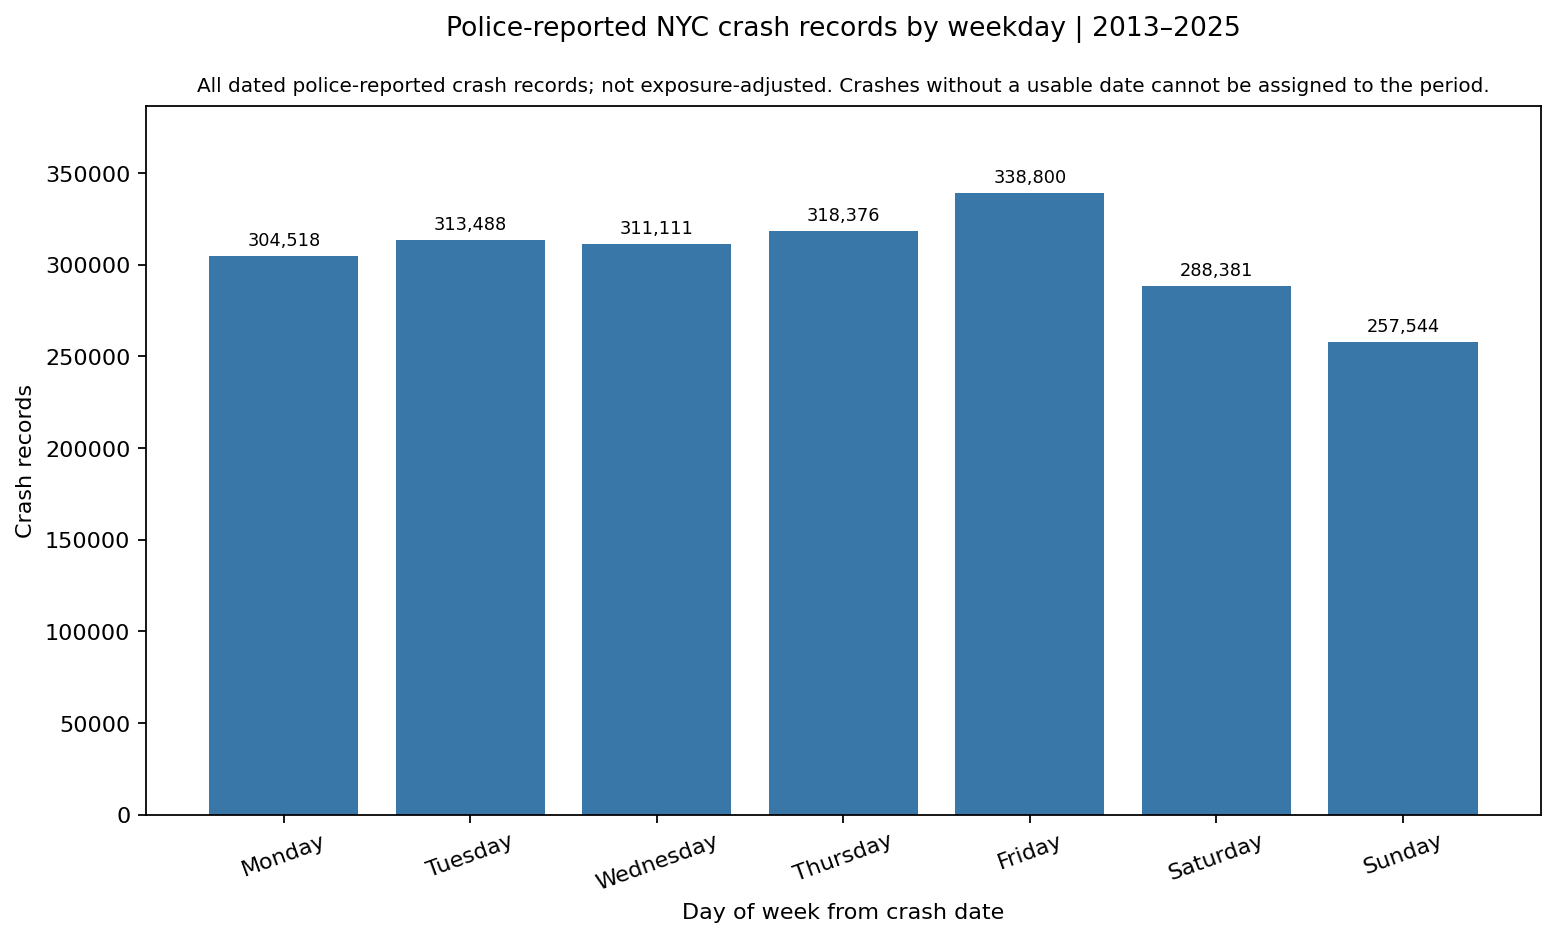 Police-reported NYC crash records by weekday | 2013–2025
All dated police-reported crash records; not exposure-adjusted. Crashes without a usable date cannot be assigned to the period.
Crash records
350000
300000
250000
200000
150000
100000
50000
0
304,518
313,488
311,111
318,376
338,800
288,381
257,544
Monday
Tuesday
Wednesday
Thursday
Friday
Saturday
Sunday
Day of week from crash date